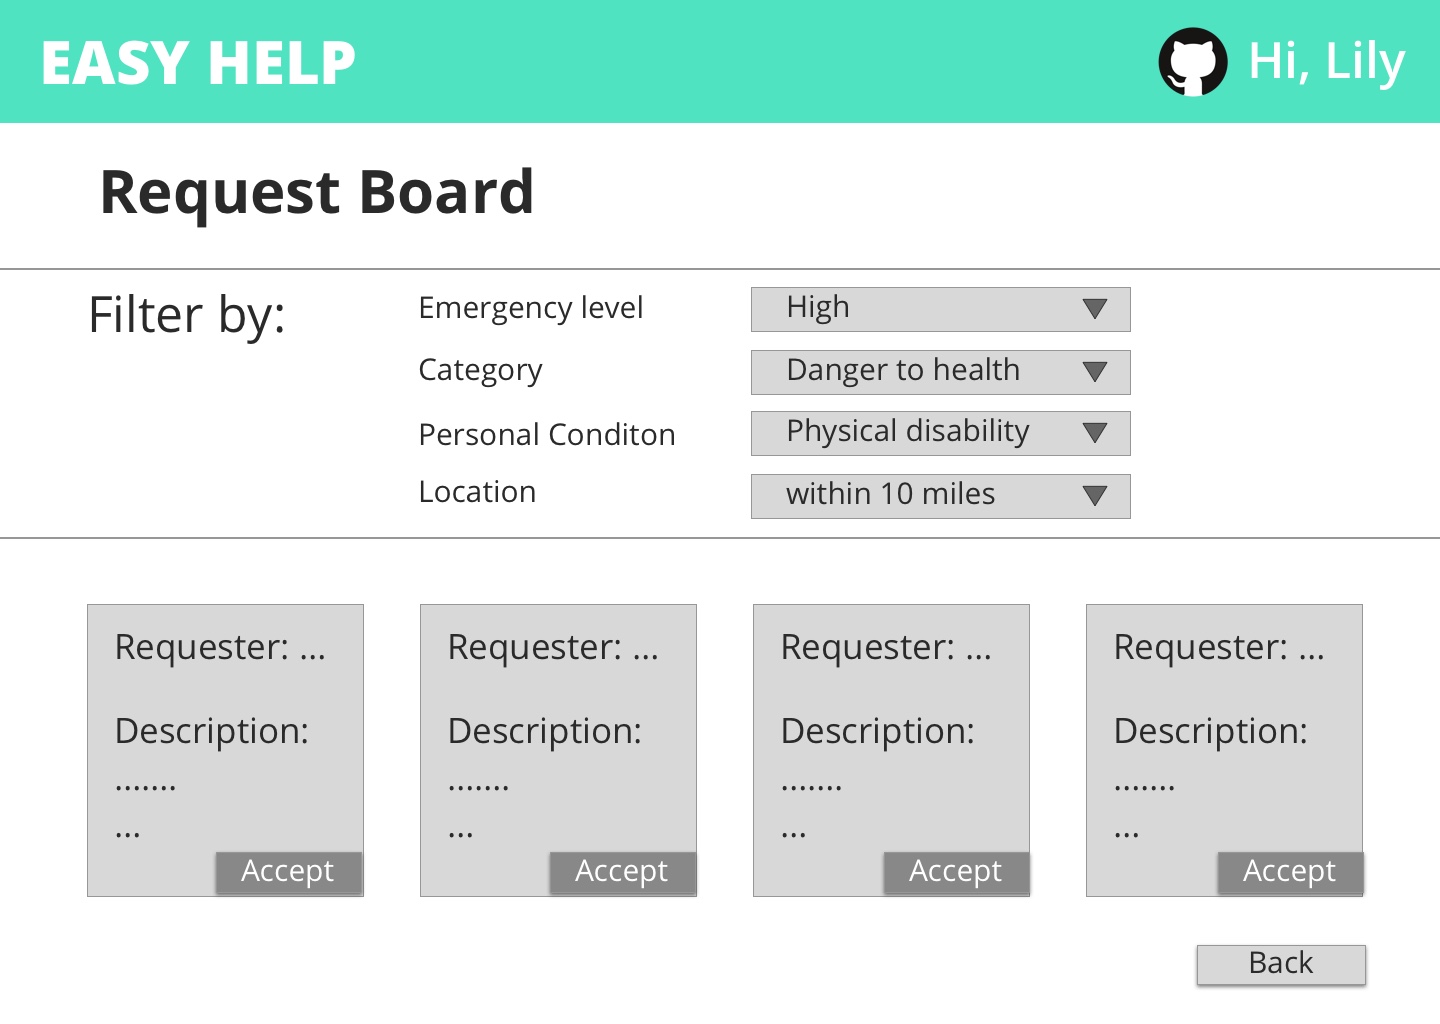 EASY HELP
Hi, Lily
Request Board
Filter by:
Emergency level
High
Category
Danger to health
Personal Conditon
Physical disability
Location
within 10 miles
Requester: ...
Description:
.......
...
Accept
Requester: ...
Description:
.......
...
Accept
Requester: ...
Description:
.......
...
Accept
Requester: ...
Description:
.......
...
Accept
Back